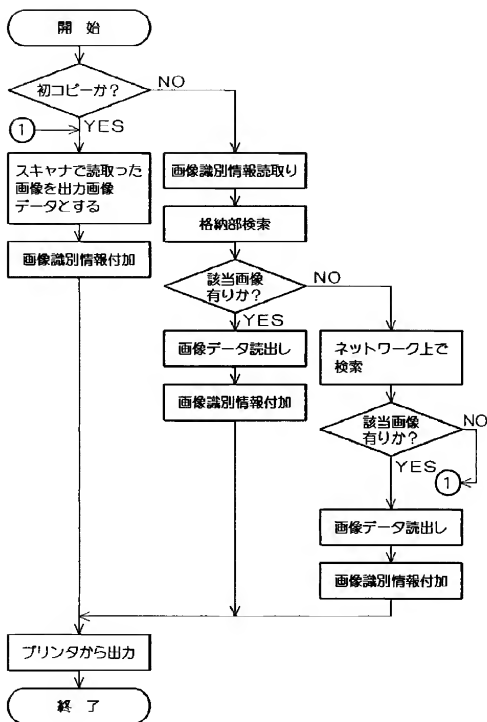 開 始
初コピーか?
NO
①
YES
スキャナで読取った
画像を出力画像
データとする
画像識別情報付加
画像識別情報読取り
格納部検索
該当画像
有りか?
NO
YES
画像データ読出し
画像識別情報付加
ネットワーク上で
検索
該当画像
有りか?
NO
YES
①
画像データ読出し
画像識別情報付加
プリンタから出力
終 了